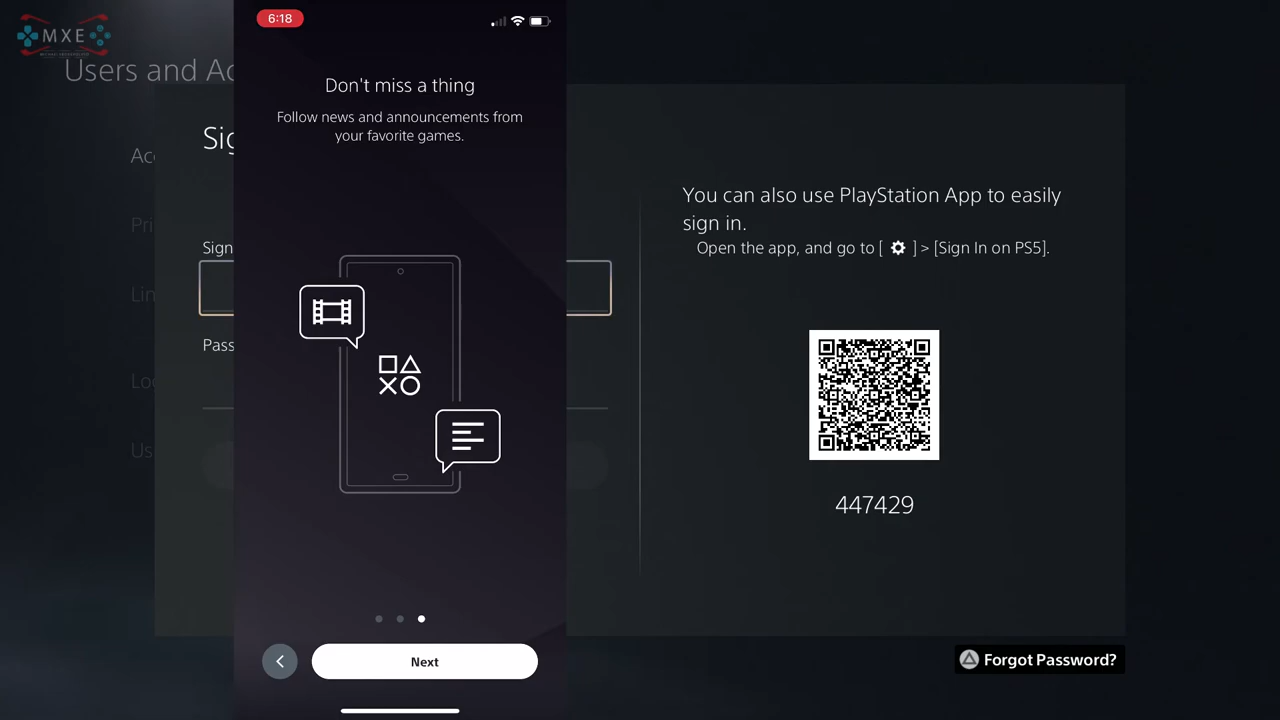 MXE
Users and Ac
Acc
Pri
Lin
Loc
Us
Sig
Sign
Pass
6:18
Don't miss a thing
Follow news and announcements from
your favorite games.
Next
You can also use PlayStation App to easily
sign in.
Open the app, and go to [ ] > [Sign In on PS5].
447429
Forgot Password?